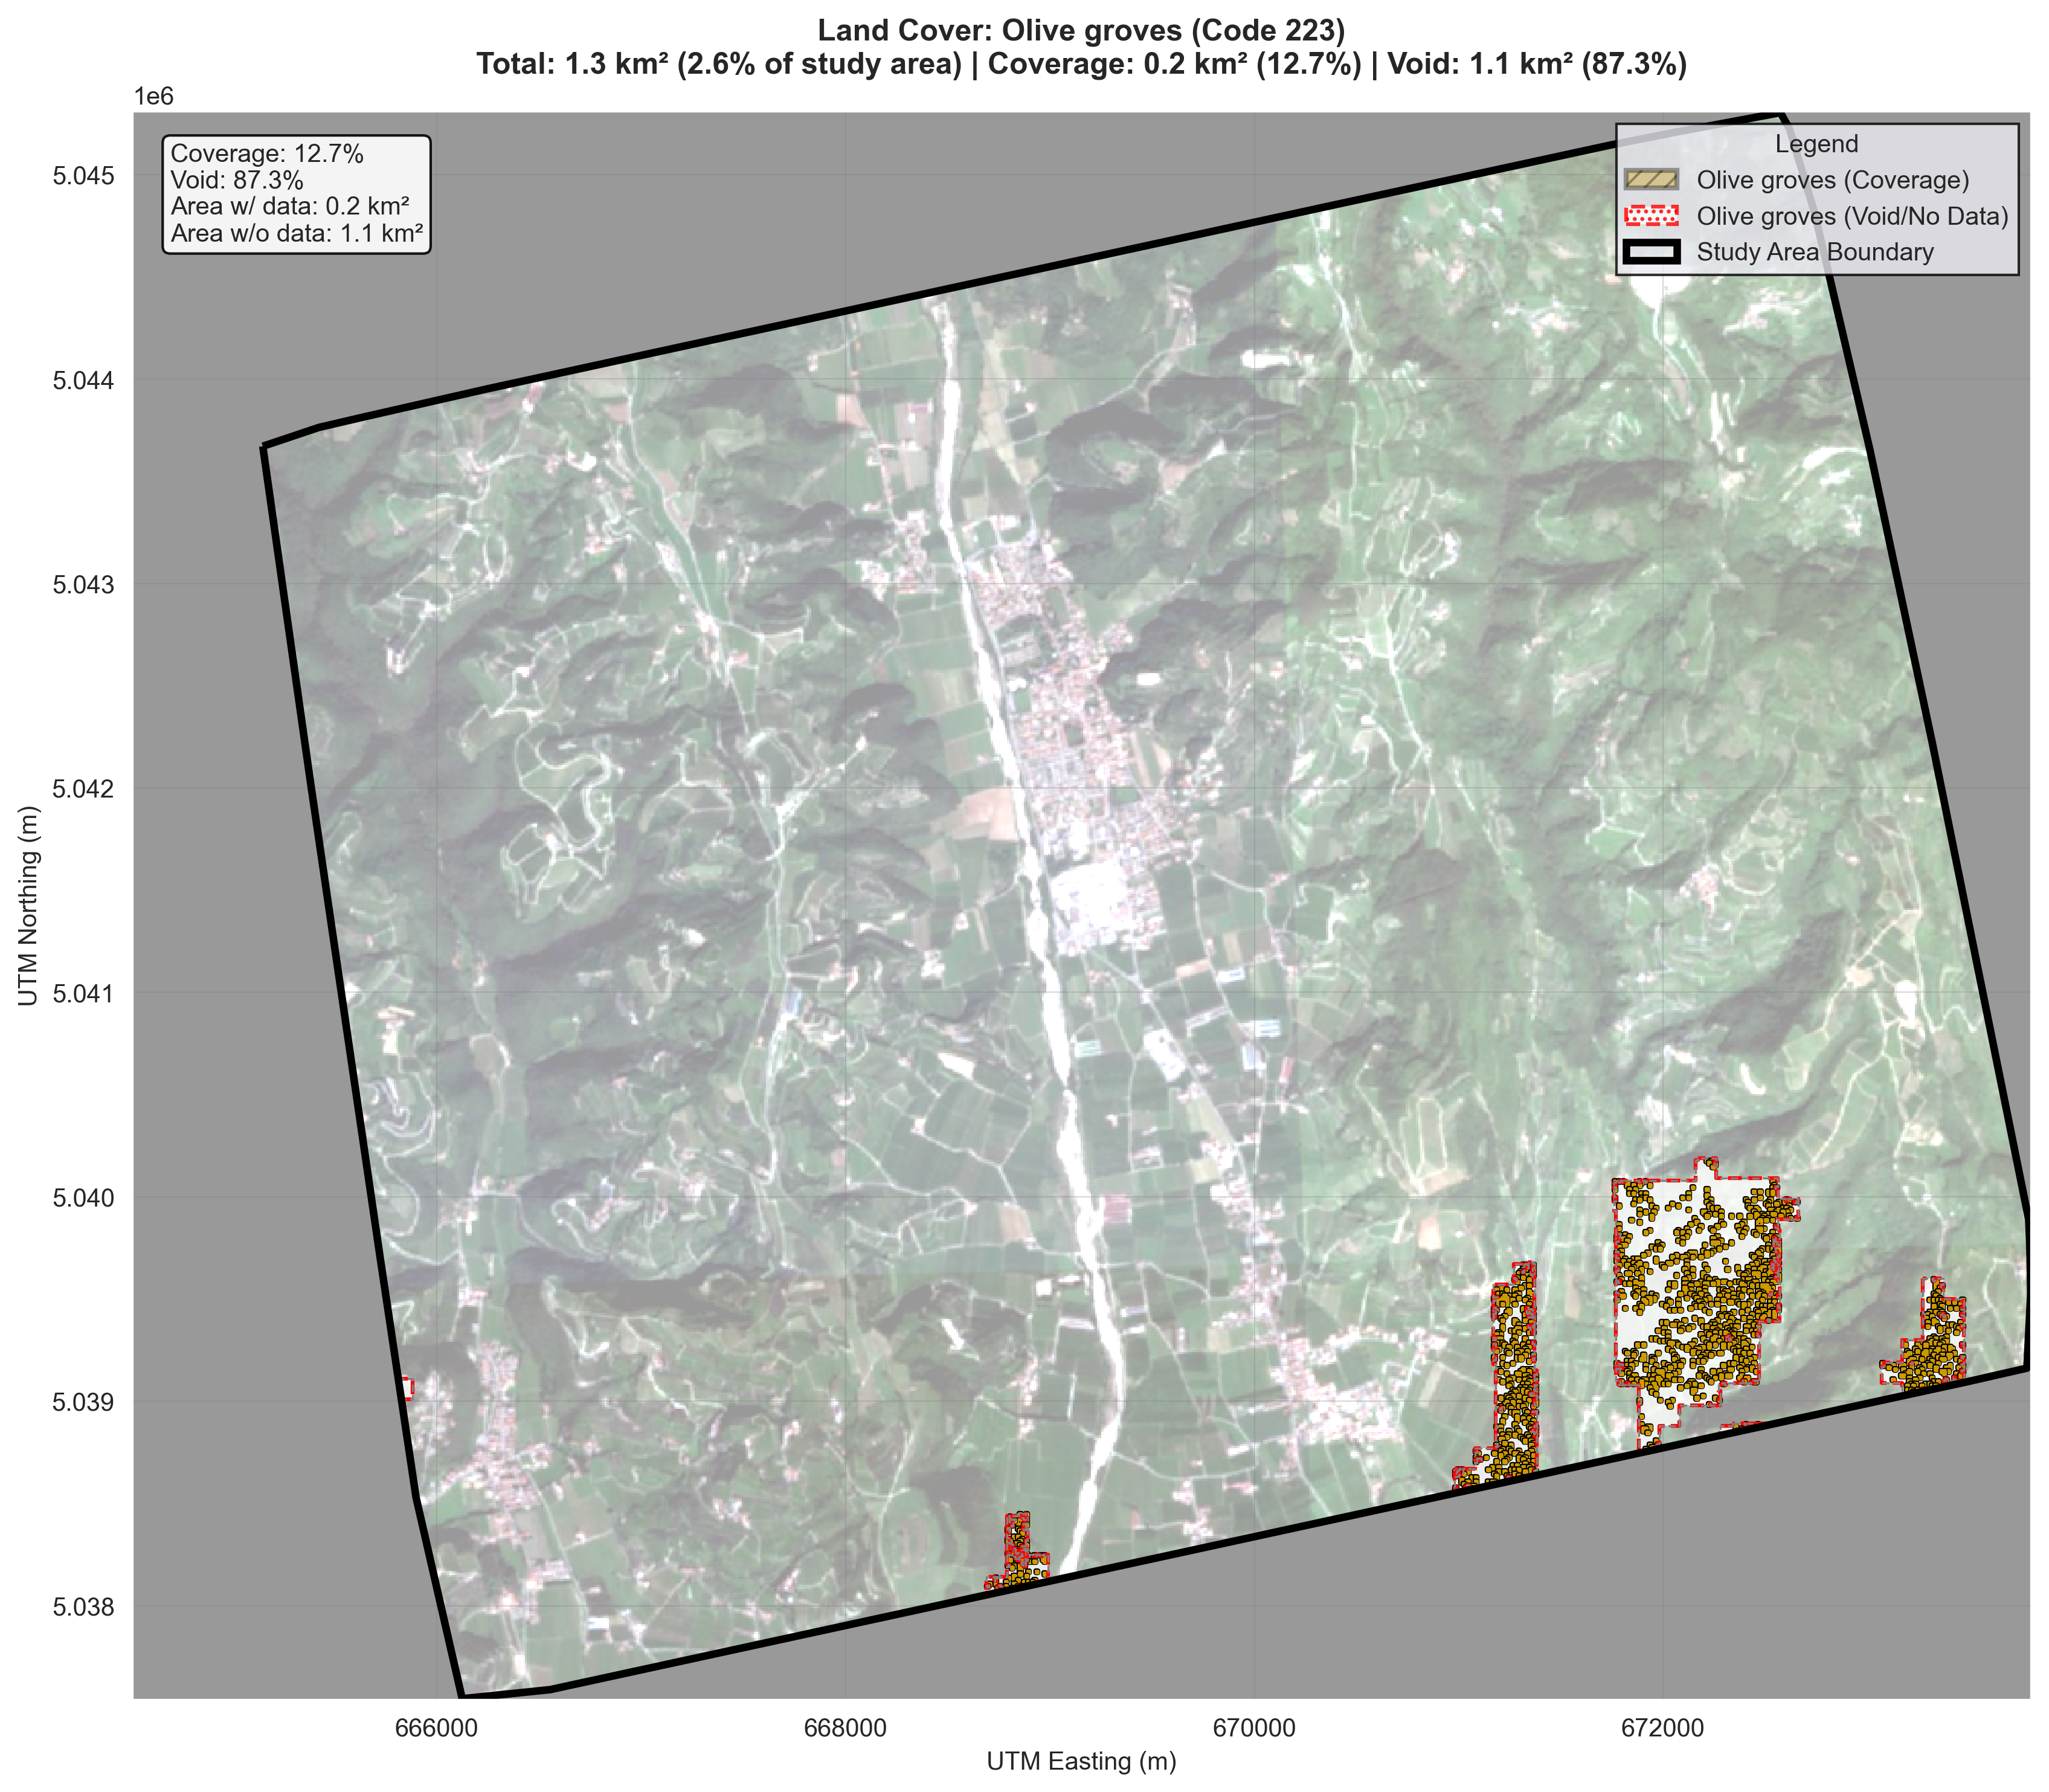 Land Cover: Olive groves (Code 223)
Total: 1.3 km² (2.6% of study area) | Coverage: 0.2 km² (12.7%) | Void: 1.1 km² (87.3%)
1e6
Coverage: 12.7%
Void: 87.3%
Area w/ data: 0.2 km²
Area w/o data: 1.1 km²
Legend
Olive groves (Coverage)
Olive groves (Void/No Data)
Study Area Boundary
5.045
5.044
5.043
5.042
5.041
5.040
5.039
5.038
UTM Northing (m)
666000
668000
670000
672000
UTM Easting (m)